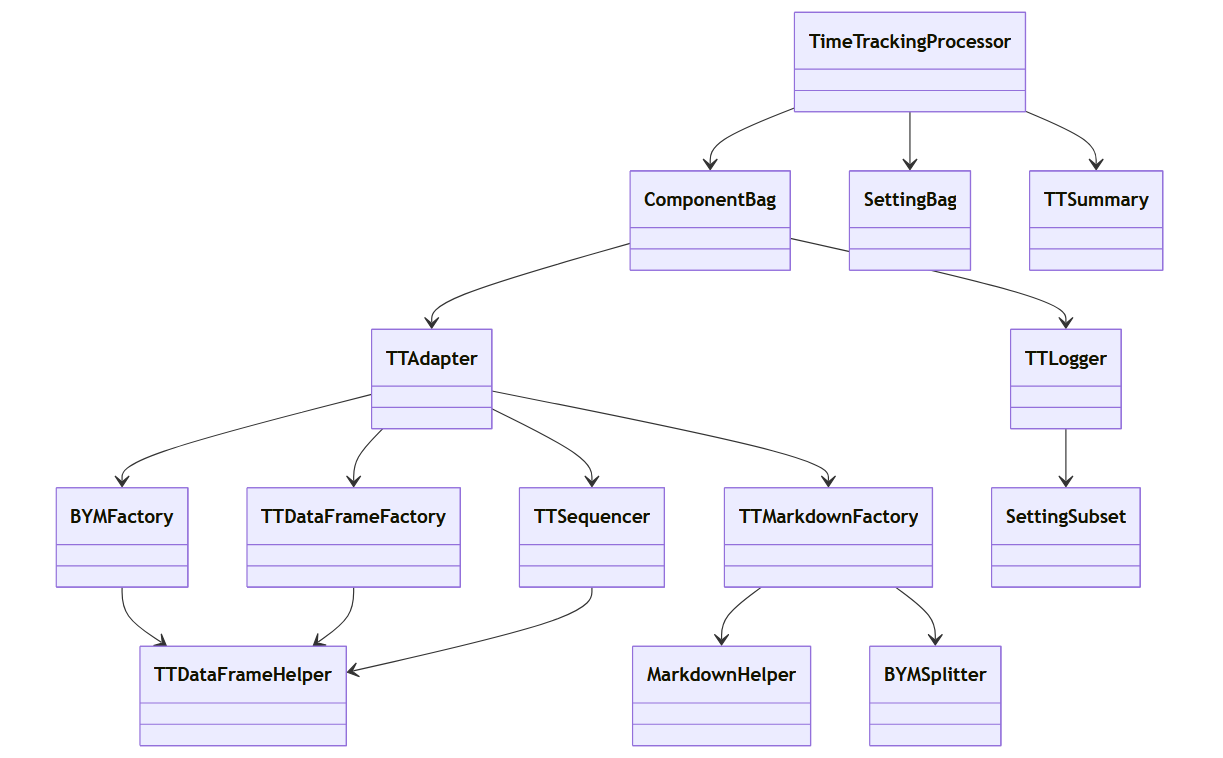 TimeTrackingProcessor
ComponentBag
SettingBag
TTSummary
TTAdapter
TTLogger
BYMFactory
TTDataFrameFactory
TTSequencer
TTMarkdownFactory
SettingSubset
TTDataFrameHelper
MarkdownHelper
BYMSplitter